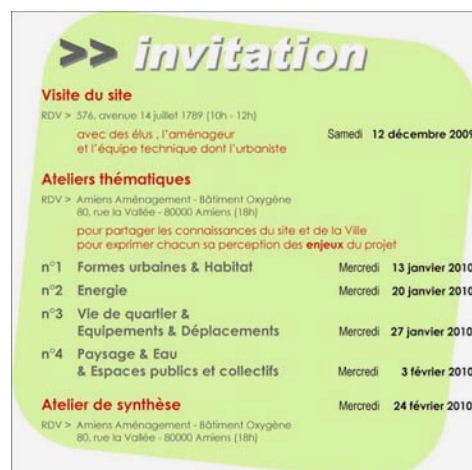 >> invitation
Visite du site
RDV > 576, avenue 14 juillet 1789 (10h - 12h)
avec des élus , l'aménageur
et l'équipe technique dont l'urbaniste
Samedi 12 décembre 2009
Ateliers thématiques
RDV > Amiens Aménagement - Bâtiment Oxygène
80, rue la Vallée - 80000 Amiens (18h)
pour partager les connaissances du site et de la Ville
pour exprimer chacun sa perception des enjeux du projet
n°1 Formes urbaines & Habitat Mercredi 13 janvier 2010
n°2 Energie Mercredi 20 janvier 2010
n°3 Vie de quartier &
Equipements & Déplacements Mercredi 27 janvier 2010
n°4 Paysage & Eau
& Espaces publics et collectifs Mercredi 3 février 2010
Atelier de synthèse Mercredi 24 février 2010
RDV > Amiens Aménagement - Bâtiment Oxygène
80, rue la Vallée - 80000 Amiens (18h)